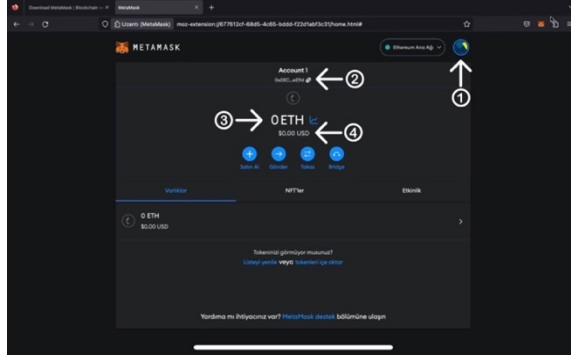 Download MetaMask | Blockchain
MetaMask
Uzantı (MetaMask)
METAMASK
Ethereum Ana Ağı
Account 1
②
①
③ 0 ETH
$0,00 USD ④
Satın Al Gönder Takas Bridge
Varlıklar NFT'ler Etkinlik
0 ETH
$0,00 USD
Tokeninizi görmüyor musunuz?
Listeyi yenile veya tokenleri içe aktar
Yardıma mı ihtiyacınız var? MetaMask destek bölümüne ulaşın